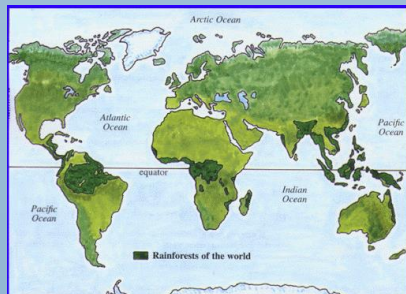 Arctic Ocean
Atlantic
Ocean
Pacific
Ocean
equator
Indian
Ocean
Pacific
Ocean
Rainforests of the world